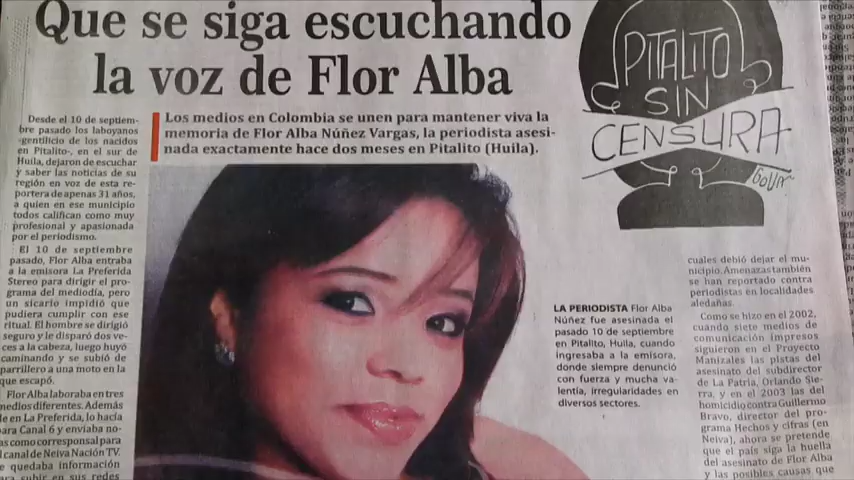 Que se siga escuchando
la voz de Flor Alba
PITALITO
SIN
CENSURA
Los medios en Colombia se unen para mantener viva la
memoria de Flor Alba Núñez Vargas, la periodista asesi-
nada exactamente hace dos meses en Pitalito (Huila).
Desde el 10 de septiem-
bre pasado los laboyanos
-gentilicio de los nacidos
en Pitalito-, en el sur de
Huila, dejaron de escuchar
y saber las noticias de su
región en voz de esta re-
portera de apenas 31 años,
a quien en ese municipio
todos califican como muy
profesional y apasionada
por el periodismo.
El 10 de septiembre
pasado, Flor Alba entraba
a la emisora La Preferida
Stereo para dirigir el pro-
grama del mediodía, pero
un sicario impidió que
pudiera cumplir con ese
ritual. El hombre se dirigió
seguro y le disparó dos ve-
ces a la cabeza, luego huyó
caminando y se subió de
parrillero a una moto en la
que escapó.
Flor Alba laboraba en tres
medios diferentes. Además
de en La Preferida, lo hacía
para Canal 6 y enviaba no-
as como corresponsal para
l canal de Neiva Nación TV.
e quedaba información
para subir en sus redes
LA PERIODISTA Flor Alba
Núñez fue asesinada el
pasado 10 de septiembre
en Pitalito, Huila, cuando
ingresaba a la emisora,
donde siempre denunció
con fuerza y mucha va-
lentía, irregularidades en
diversos sectores.
cuales debió dejar el mu-
nicipio. Amenazas también
se han reportado contra
periodistas en localidades
aledañas.
Como se hizo en el 2002,
cuando siete medios de
comunicación impresos
siguieron en el Proyecto
Manizales las pistas del
asesinato del subdirector
de La Patria, Orlando Sie-
rra, y en el 2003 las del
homicidio contra Guillermo
Bravo, director del pro-
grama Hechos y cifras (en
Neiva), ahora se pretende
que el país siga la huella
del asesinato de Flor Alba
y las posibles causas que